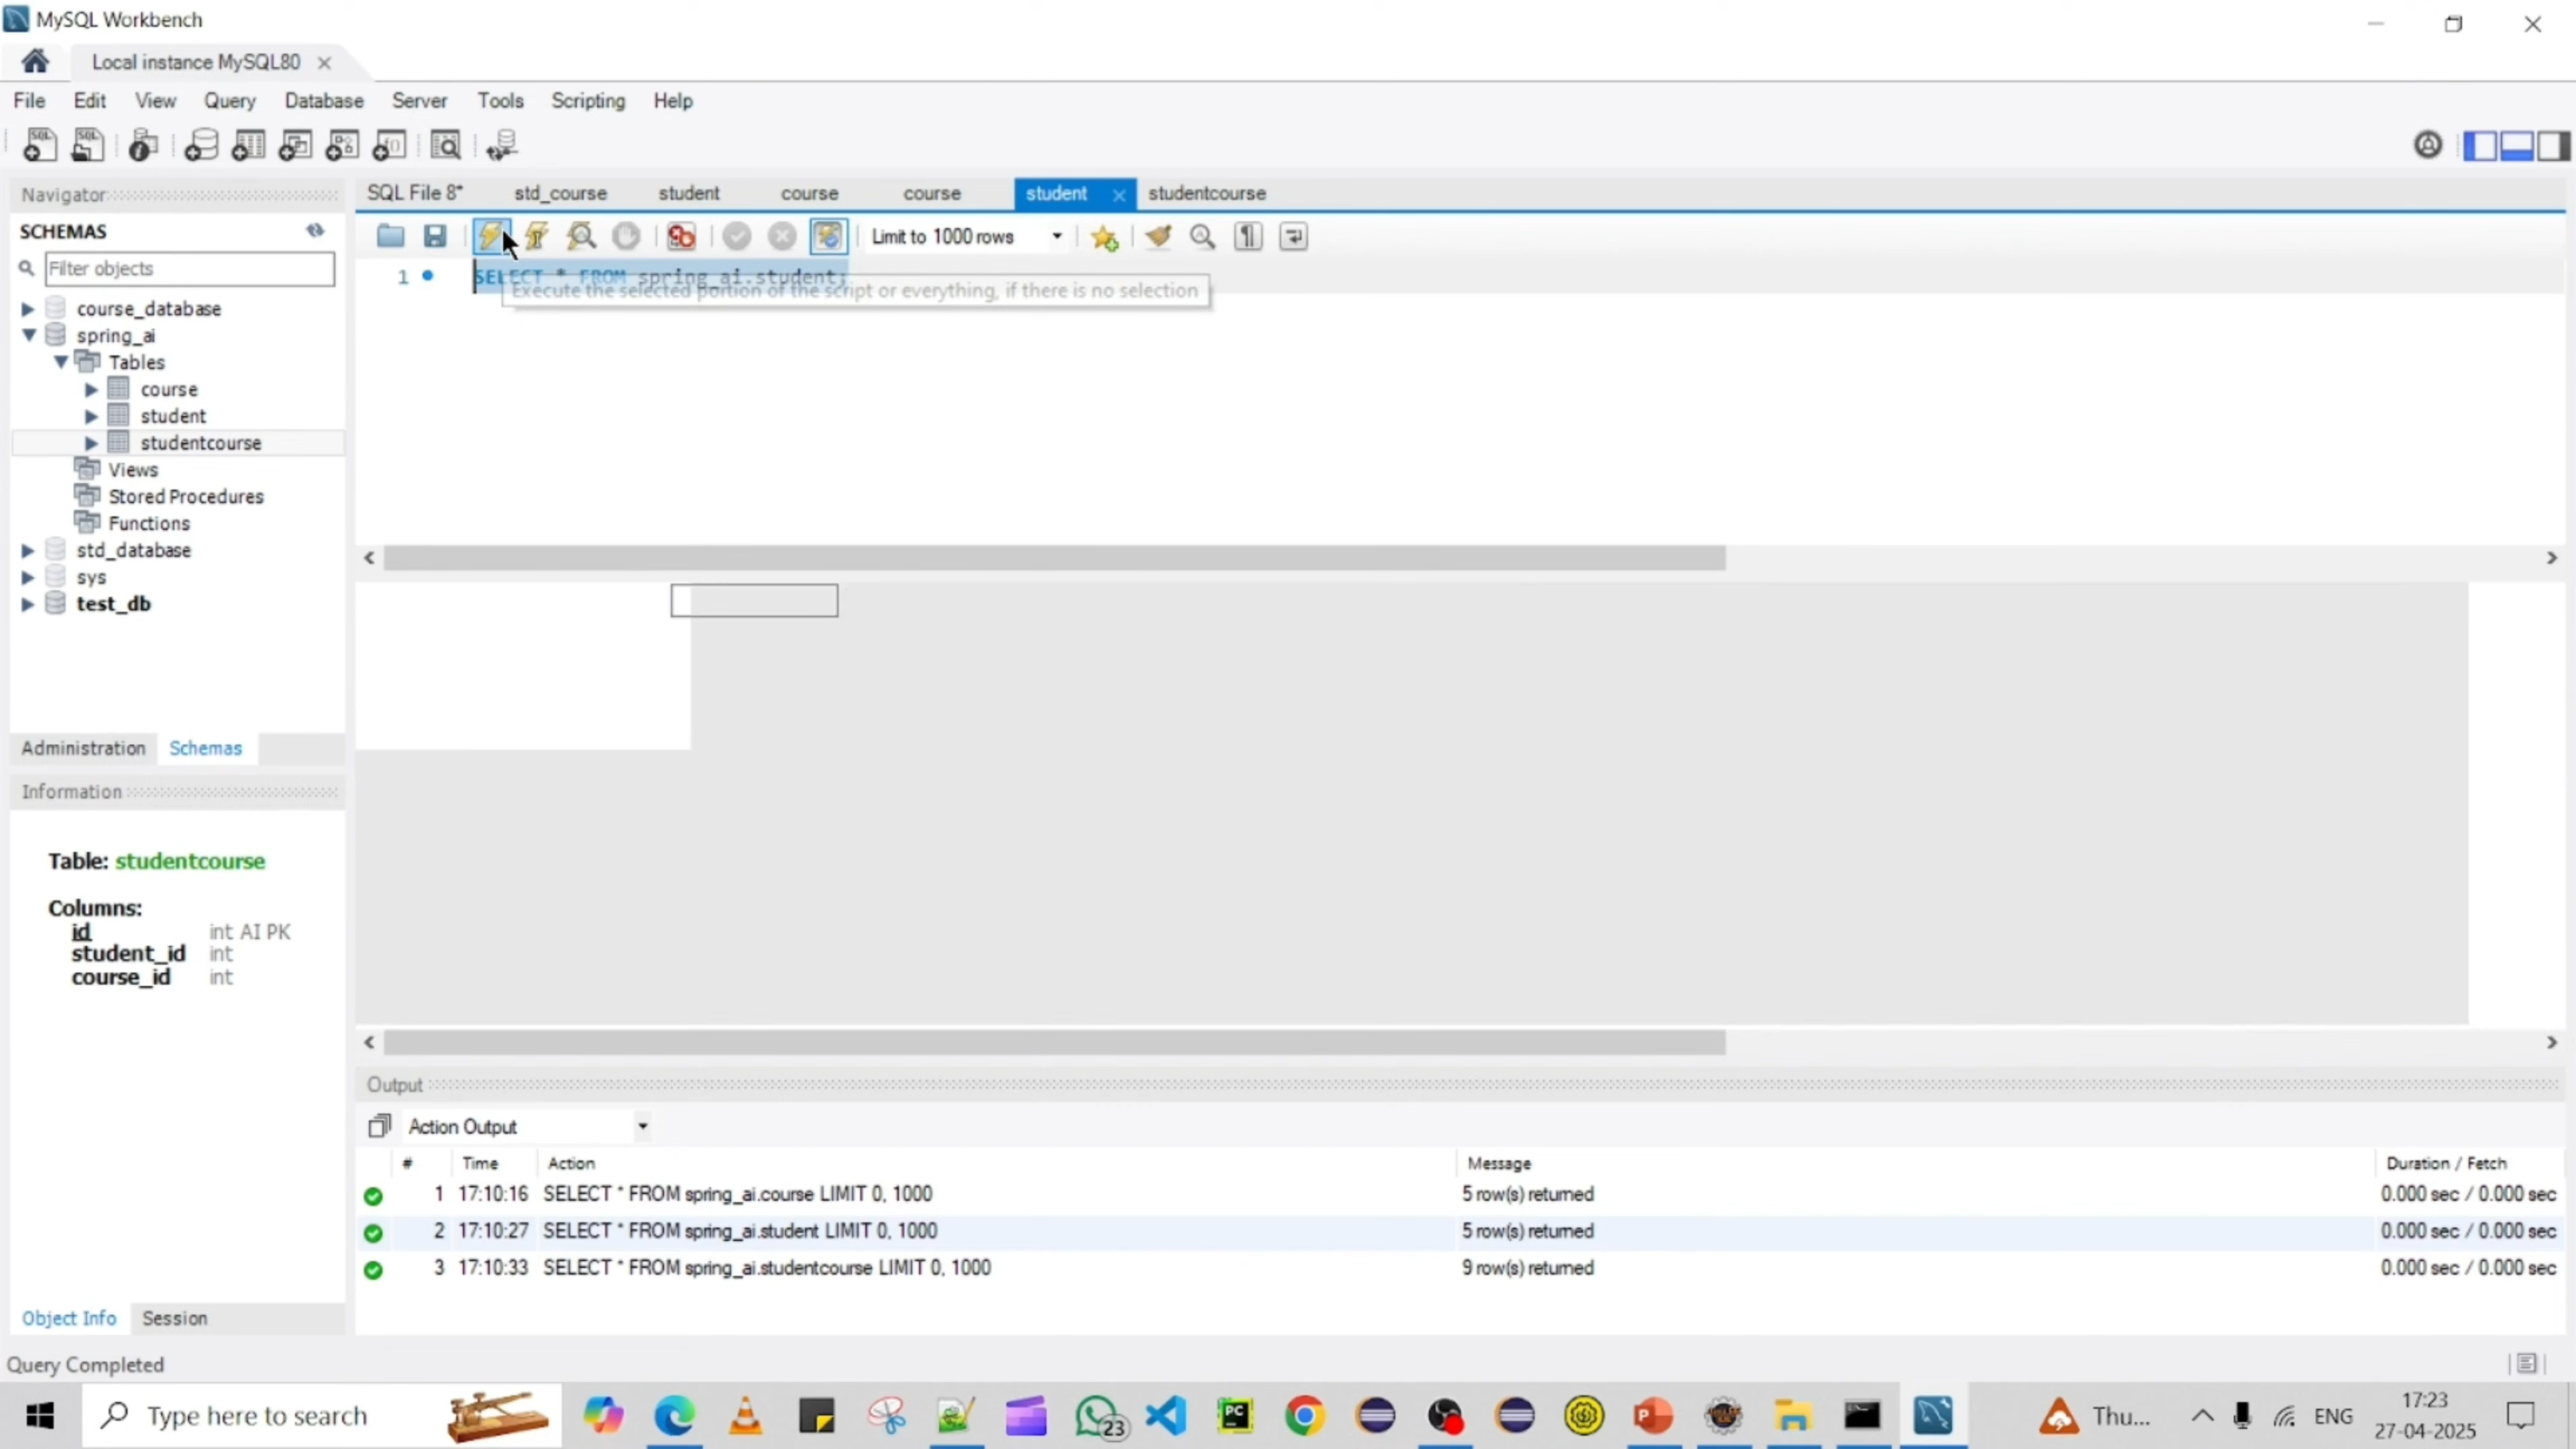 MySQL Workbench
Local instance MySQL80
File Edit View Query Database Server Tools Scripting Help
Navigator
SCHEMAS
Filter objects
course_database
spring_ai
Tables
course
student
studentcourse
Views
Stored Procedures
Functions
std_database
sys
test_db
Administration Schemas
Information
Table: studentcourse
Columns:
id int AI PK
student_id int
course_id int
Object Info Session
SQL File 8* std_course student course course student studentcourse
Limit to 1000 rows
1 SELECT * FROM spring_ai.student;
Execute the selected portion of the script or everything, if there is no selection
Output
Action Output
# Time Action Message Duration / Fetch
1 17:10:16 SELECT * FROM spring_ai.course LIMIT 0, 1000 5 row(s) returned 0.000 sec / 0.000 sec
2 17:10:27 SELECT * FROM spring_ai.student LIMIT 0, 1000 5 row(s) returned 0.000 sec / 0.000 sec
3 17:10:33 SELECT * FROM spring_ai.studentcourse LIMIT 0, 1000 9 row(s) returned 0.000 sec / 0.000 sec
Query Completed
Type here to search
23
PC
Thu...
ENG
17:23
27-04-2025